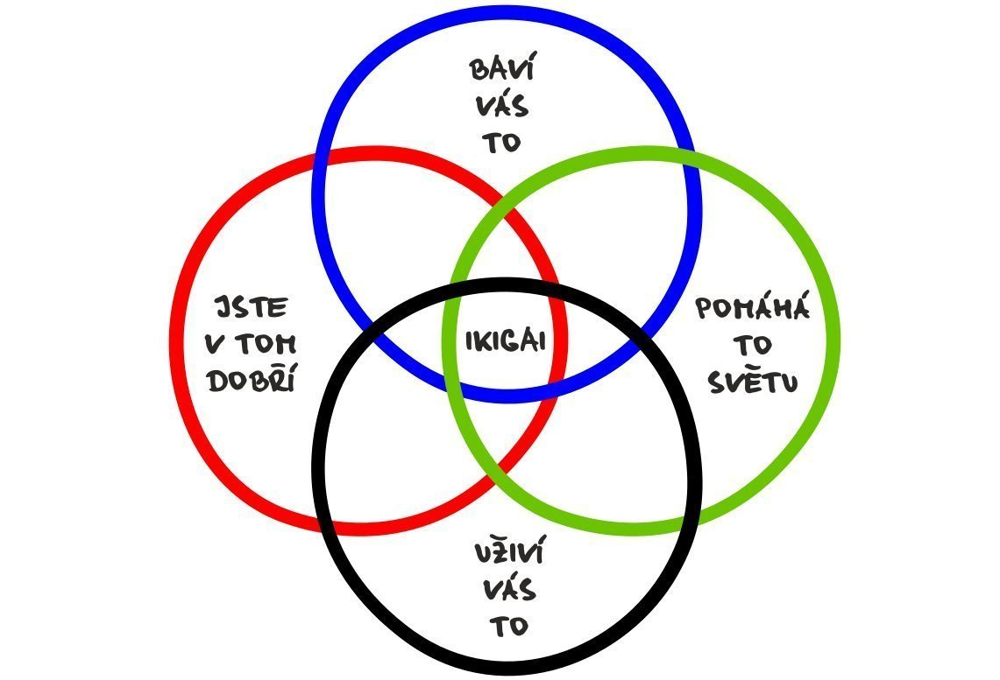 BAVÍ
VÁS
TO
JSTE
V TOM
DOBŘÍ
IKIGAI
POMÁHÁ
TO
SVĚTU
UŽIVÍ
VÁS
TO